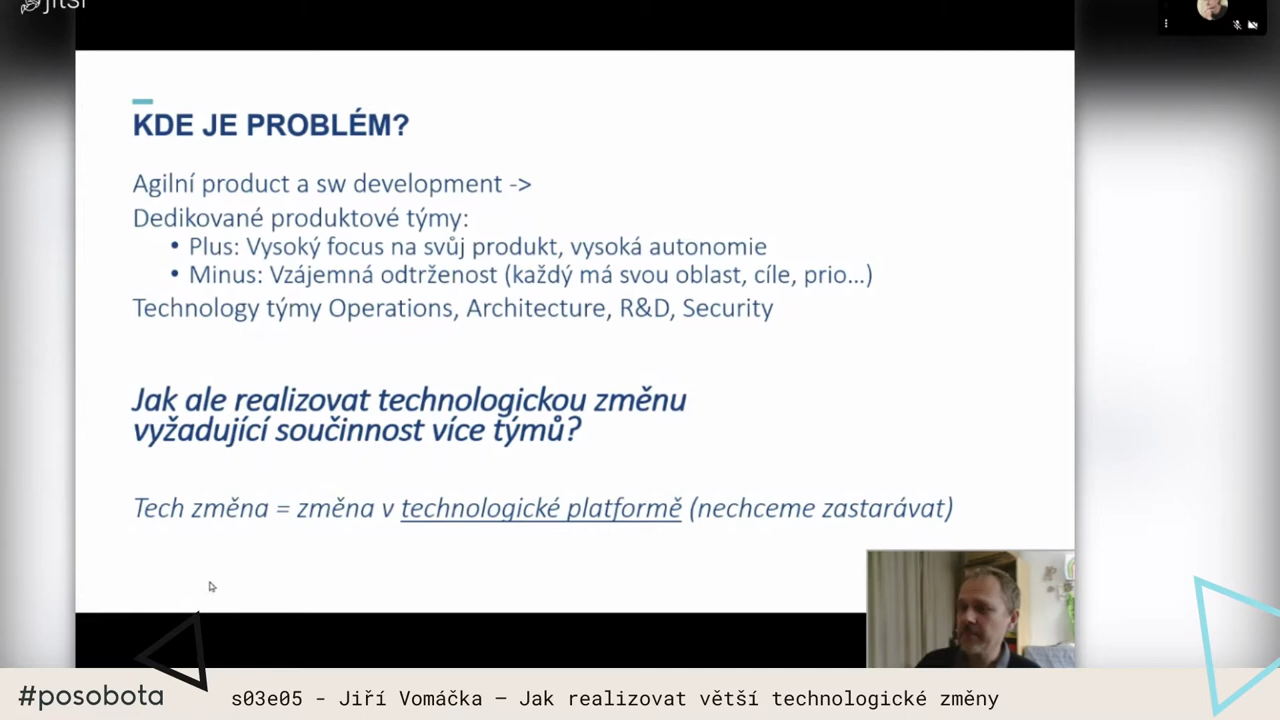 jitsi
KDE JE PROBLÉM?
Agilní product a sw development ->
Dedikované produktové týmy:
• Plus: Vysoký focus na svůj produkt, vysoká autonomie
• Minus: Vzájemná odtrženost (každý má svou oblast, cíle, prio...)
Technology týmy Operations, Architecture, R&D, Security
Jak ale realizovat technologickou změnu
vyžadující součinnost více týmů?
Tech změna = změna v technologické platformě (nechceme zastarávat)
#posobota
s03e05 - Jiří Vomáčka – Jak realizovat větší technologické změny